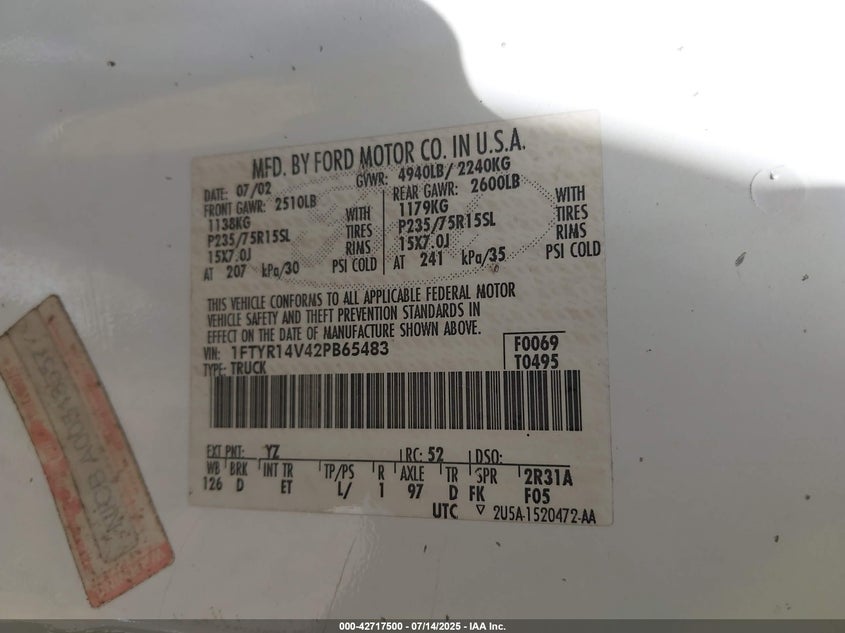 MFD. BY FORD MOTOR CO. IN U.S.A.
DATE: 07/02 GVWR: 4940LB/ 2240KG
FRONT GAWR: 2510LB REAR GAWR: 2600LB
1138KG WITH 1179KG WITH
P235/75R15SL TIRES P235/75R15SL TIRES
15X7.0J RIMS 15X7.0J RIMS
AT 207 kPa/30 PSI COLD AT 241 kPa/35 PSI COLD
THIS VEHICLE CONFORMS TO ALL APPLICABLE FEDERAL MOTOR
VEHICLE SAFETY AND THEFT PREVENTION STANDARDS IN
EFFECT ON THE DATE OF MANUFACTURE SHOWN ABOVE.
VIN: 1FTYR14V42PB65483 F0069
TYPE: TRUCK T0495
EXT PNT: YZ RC: 52 DSO:
WB BRK INT TR TP/PS R AXLE TR SPR 2R31A
126 D ET L/ 1 97 D FK F05
UTC ▽ 2U5A-1520472-AA
000-42717500 - 07/14/2025 - IAA Inc.